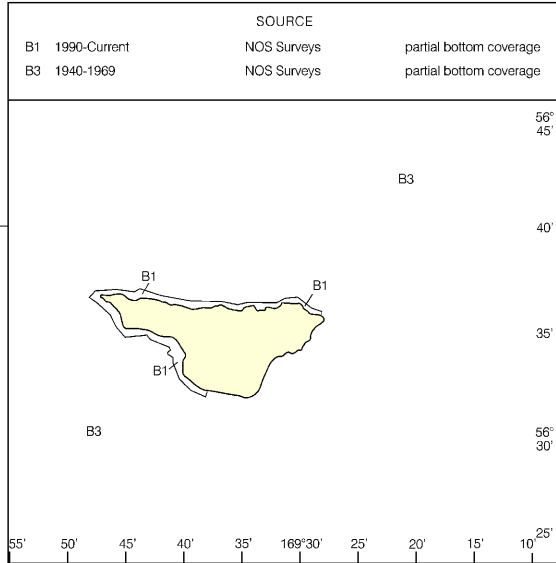 SOURCE
B1 1990-Current NOS Surveys partial bottom coverage
B3 1940-1969 NOS Surveys partial bottom coverage
56°
45'
B3
40'
B1
B1
35'
B1
B3
56°
30'
25'
55' 50' 45' 40' 35' 169°30' 25' 20' 15' 10'